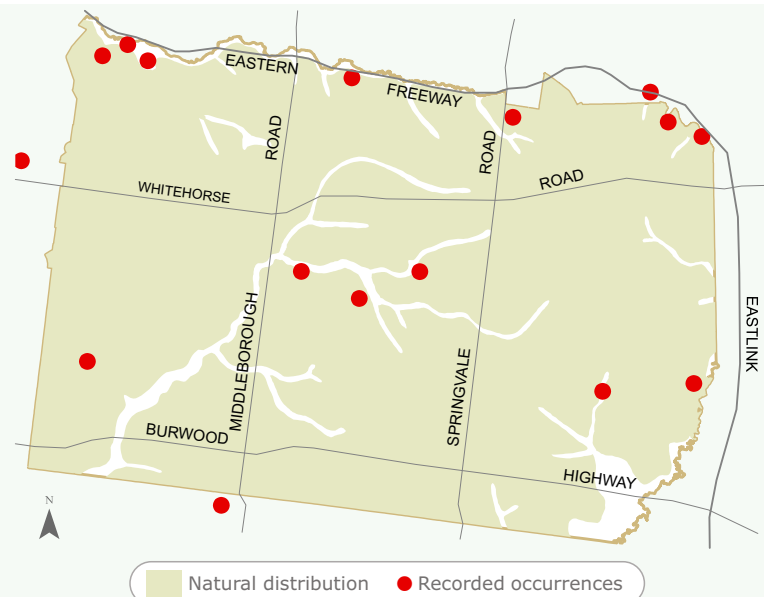 EASTERN
FREEWAY
ROAD
ROAD
WHITEHORSE
ROAD
MIDDLEBOROUGH
SPRINGVALE
EASTLINK
BURWOOD
HIGHWAY
N
Natural distribution
Recorded occurrences